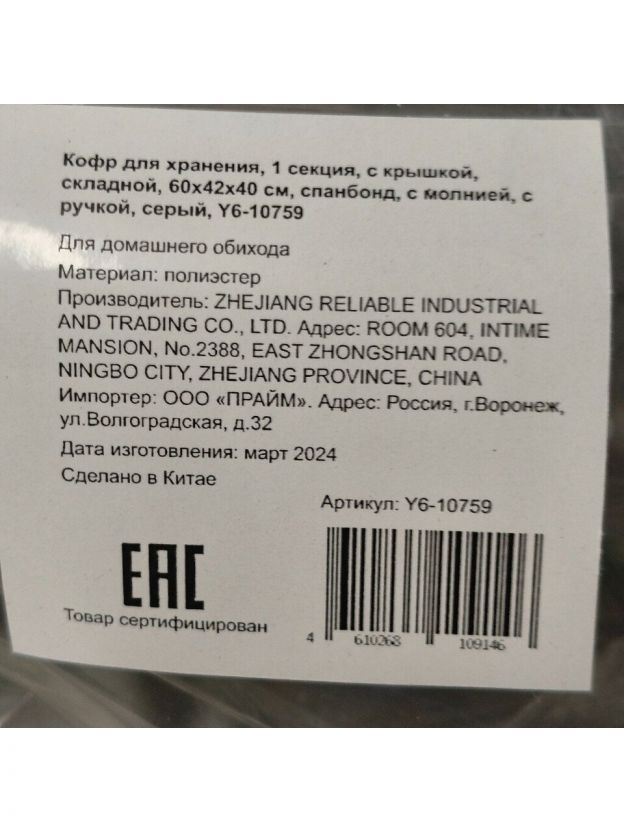 Кофр для хранения, 1 секция, с крышкой,
складной, 60х42х40 см, спанбонд, с молнией, с
ручкой, серый, Y6-10759
Для домашнего обихода
Материал: полиэстер
Производитель: ZHEJIANG RELIABLE INDUSTRIAL
AND TRADING CO., LTD. Адрес: ROOM 604, INTIME
MANSION, No.2388, EAST ZHONGSHAN ROAD,
NINGBO CITY, ZHEJIANG PROVINCE, CHINA
Импортер: ООО «ПРАЙМ». Адрес: Россия, г.Воронеж,
ул.Волгоградская, д.32
Дата изготовления: март 2024
Сделано в Китае
Артикул: Y6-10759
EAC
Товар сертифицирован
4 610268 109146